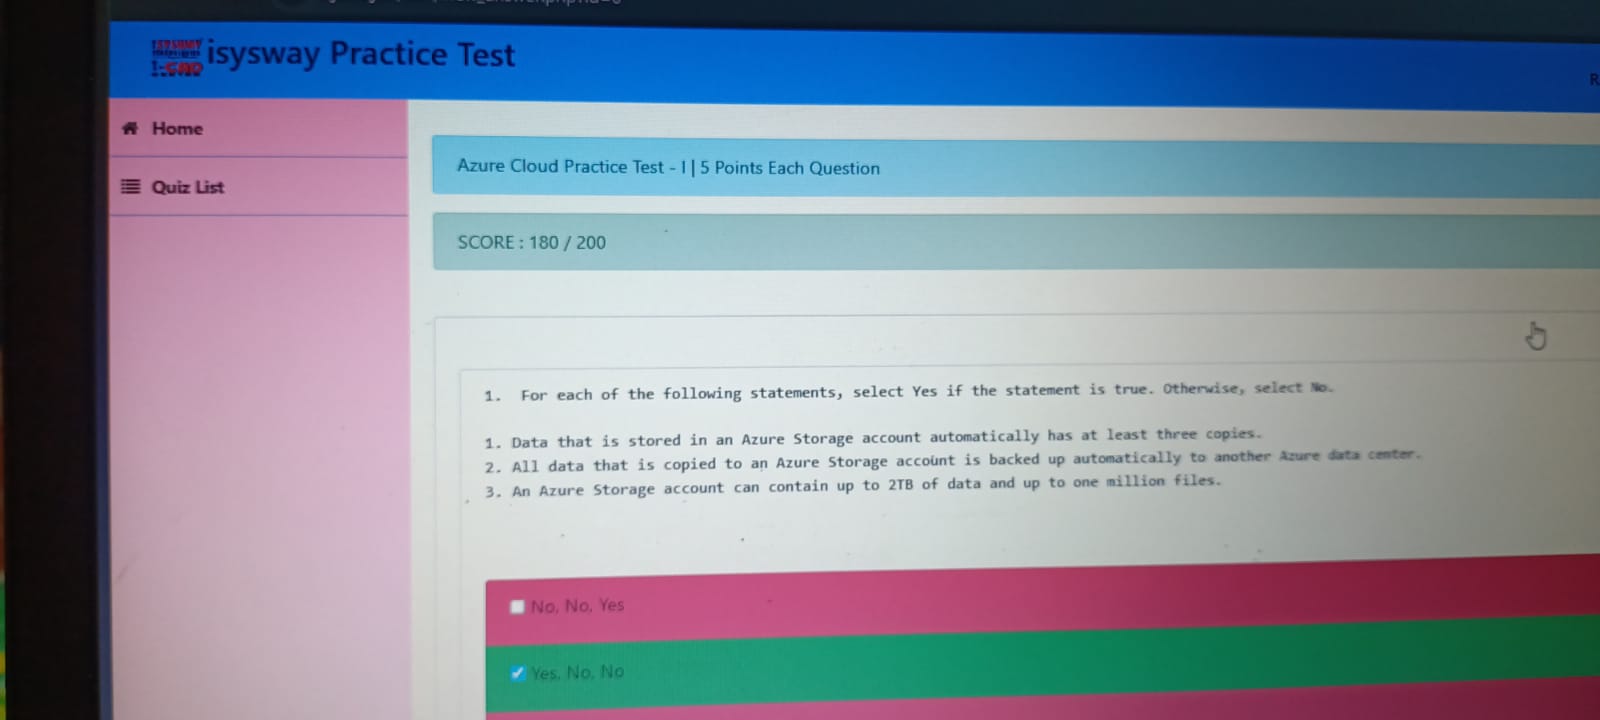 isysway Practice Test
Home
Quiz List
Azure Cloud Practice Test - I | 5 Points Each Question
SCORE : 180 / 200
1. For each of the following statements, select Yes if the statement is true. Otherwise, select No.
1. Data that is stored in an Azure Storage account automatically has at least three copies.
2. All data that is copied to an Azure Storage account is backed up automatically to another Azure data center.
3. An Azure Storage account can contain up to 2TB of data and up to one million files.
No, No, Yes
Yes, No, No